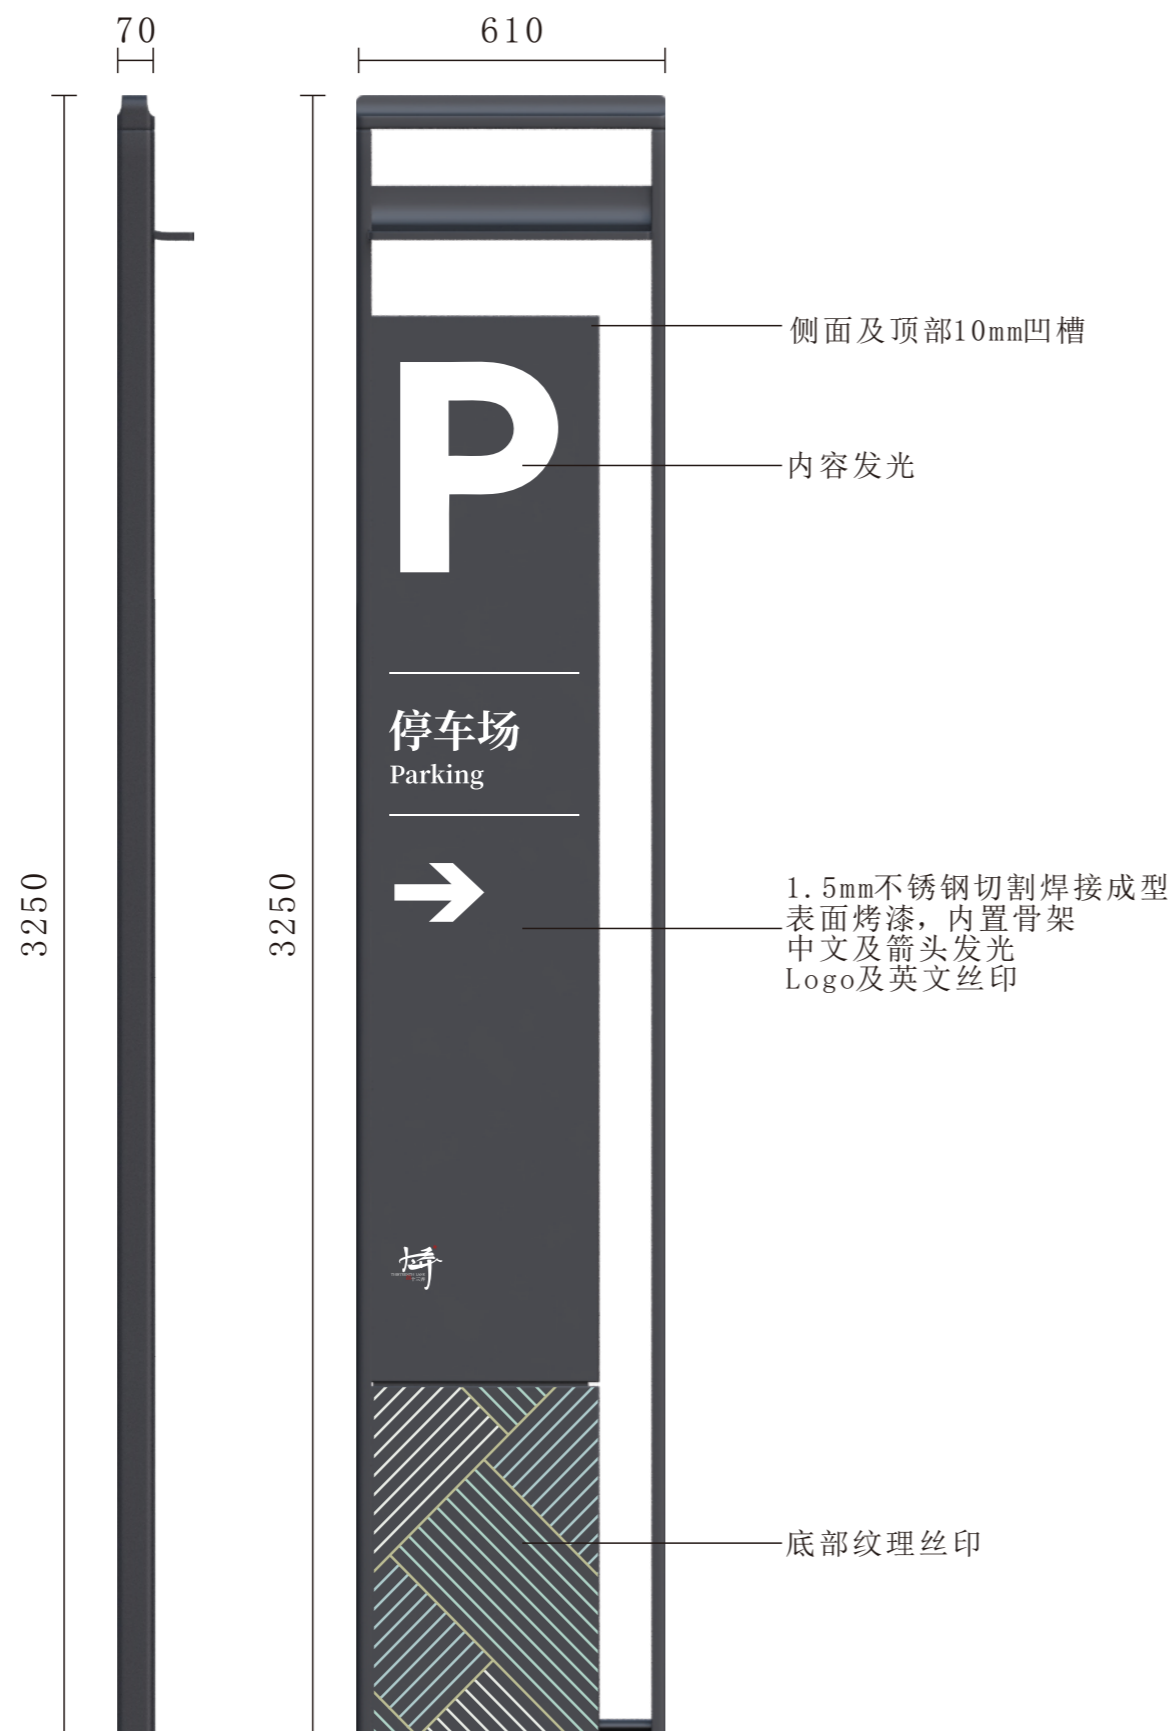 70
610
侧面及顶部10mm凹槽
P
内容发光
停车场
Parking
3250
3250
1.5mm不锈钢切割焊接成型
表面烤漆，内置骨架
中文及箭头发光
Logo及英文丝印
底部纹理丝印